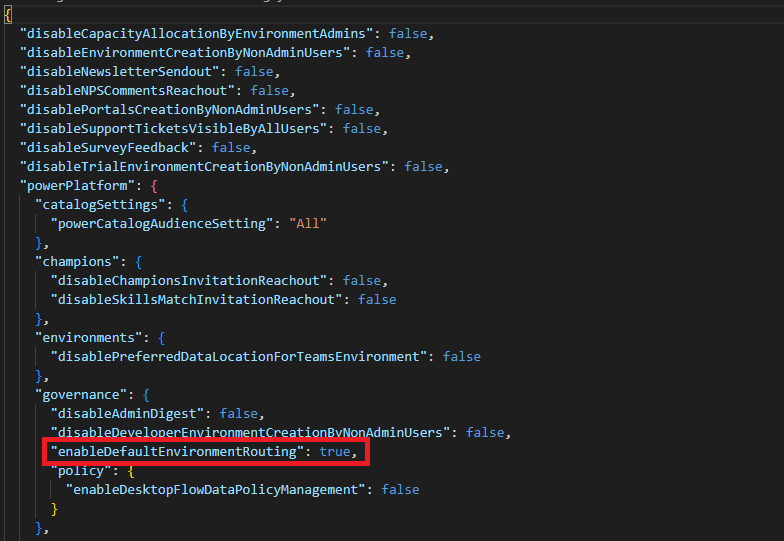 {
"disableCapacityAllocationByEnvironmentAdmins": false,
"disableEnvironmentCreationByNonAdminUsers": false,
"disableNewsletterSendout": false,
"disableNPSCommentsReachout": false,
"disablePortalsCreationByNonAdminUsers": false,
"disableSupportTicketsVisibleByAllUsers": false,
"disableSurveyFeedback": false,
"disableTrialEnvironmentCreationByNonAdminUsers": false,
"powerPlatform": {
"catalogSettings": {
"powerCatalogAudienceSetting": "All"
},
"champions": {
"disableChampionsInvitationReachout": false,
"disableSkillsMatchInvitationReachout": false
},
"environments": {
"disablePreferredDataLocationForTeamsEnvironment": false
},
"governance": {
"disableAdminDigest": false,
"disableDeveloperEnvironmentCreationByNonAdminUsers": false,
"enableDefaultEnvironmentRouting": true,
"policy": {
"enableDesktopFlowDataPolicyManagement": false
}
},